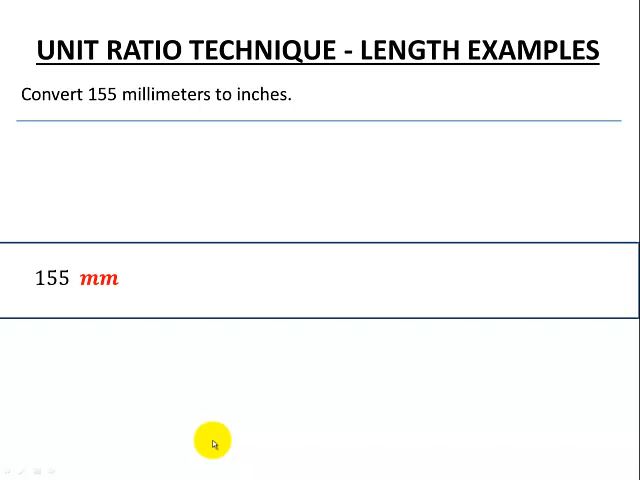 UNIT RATIO TECHNIQUE - LENGTH EXAMPLES
Convert 155 millimeters to inches.
155 mm